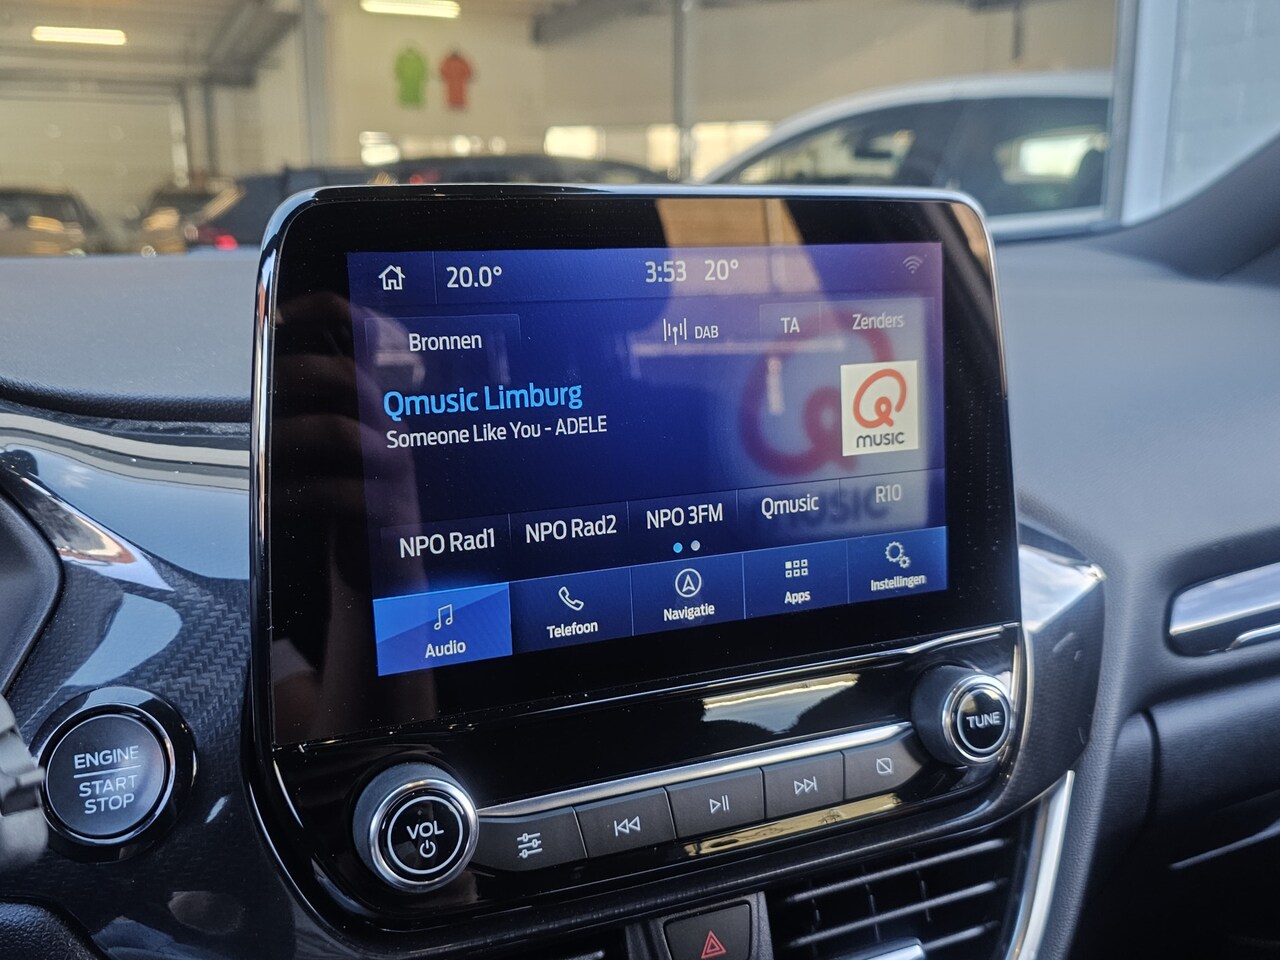 20.0°
3:53 20°
Bronnen
DAB
TA
Zenders
Qmusic Limburg
Someone Like You - ADELE
Q
MUSIC
NPO Rad1
NPO Rad2
NPO 3FM
Qmusic
R10
Audio
Telefoon
Navigatie
Apps
Instellingen
ENGINE
START
STOP
VOL
TUNE